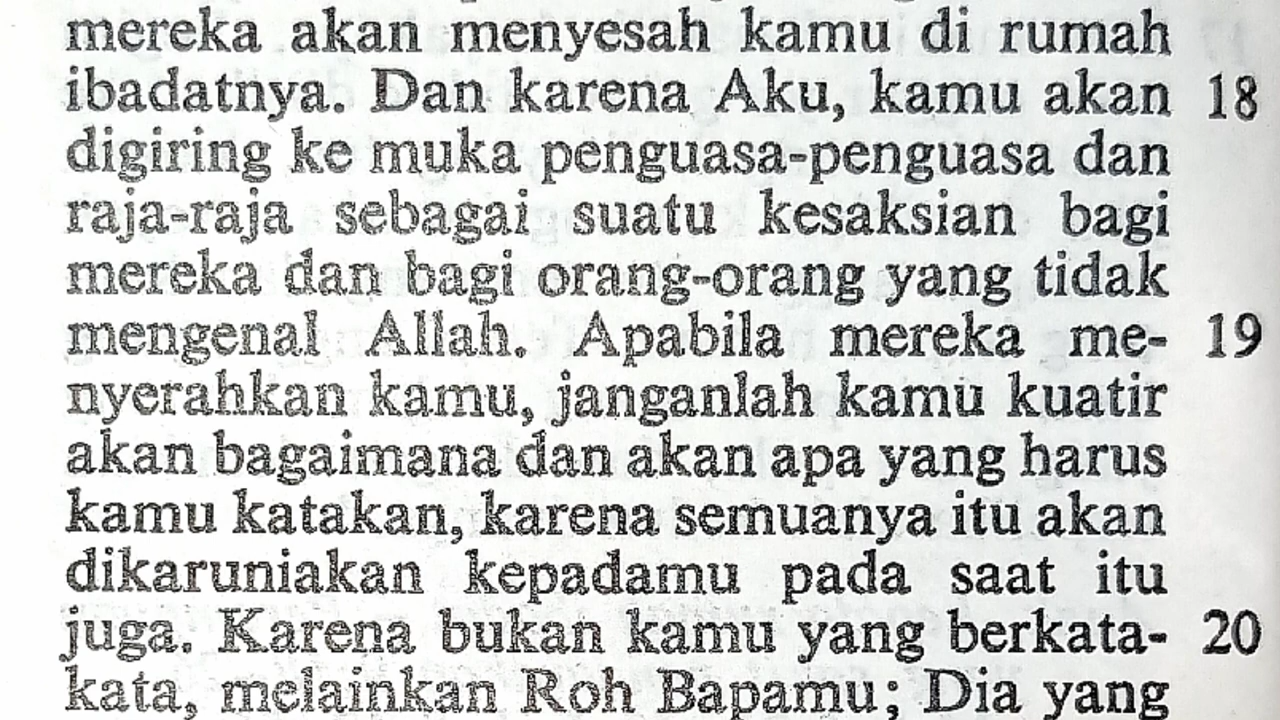 mereka akan menyesah kamu di rumah
ibadatnya. Dan karena Aku, kamu akan 18
digiring ke muka penguasa-penguasa dan
raja-raja sebagai suatu kesaksian bagi
mereka dan bagi orang-orang yang tidak
mengenal Allah. Apabila mereka me- 19
nyerahkan kamu, janganlah kamu kuatir
akan bagaimana dan akan apa yang harus
kamu katakan, karena semuanya itu akan
dikaruniakan kepadamu pada saat itu
juga. Karena bukan kamu yang berkata- 20
kata, melainkan Roh Bapamu; Dia yang